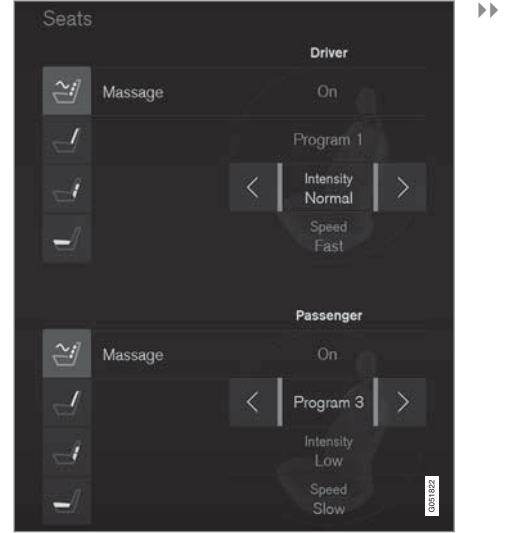 Seats
Driver
Massage On
Program 1
Intensity
Normal
Speed
Fast
Passenger
Massage On
Program 3
Intensity
Low
Speed
Slow
G051822